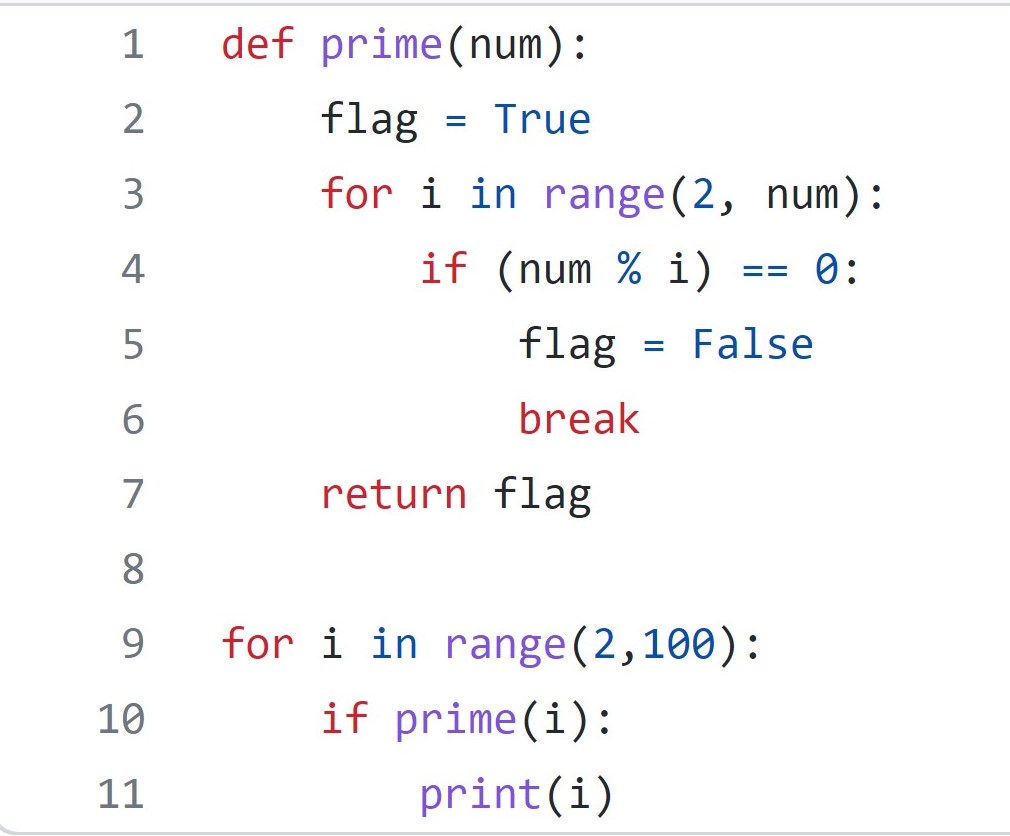 1 def prime(num):
2     flag = True
3     for i in range(2, num):
4         if (num % i) == 0:
5             flag = False
6             break
7     return flag
8
9 for i in range(2,100):
10     if prime(i):
11         print(i)